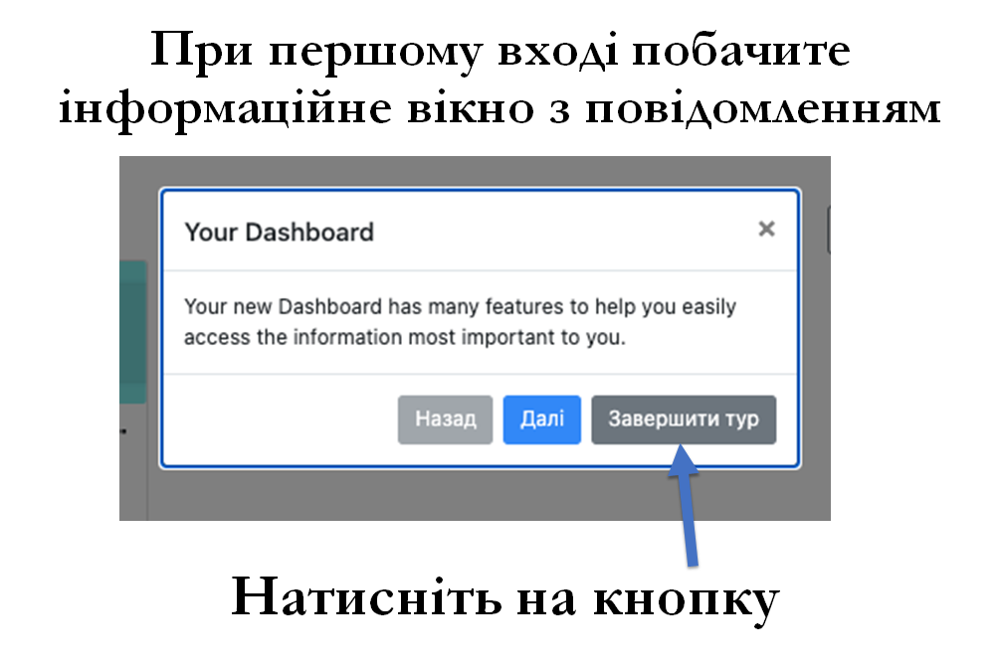 При першому вході побачите
інформаційне вікно з повідомленням
Your Dashboard ×
Your new Dashboard has many features to help you easily
access the information most important to you.
Назад Далі Завершити тур
Натисніть на кнопку